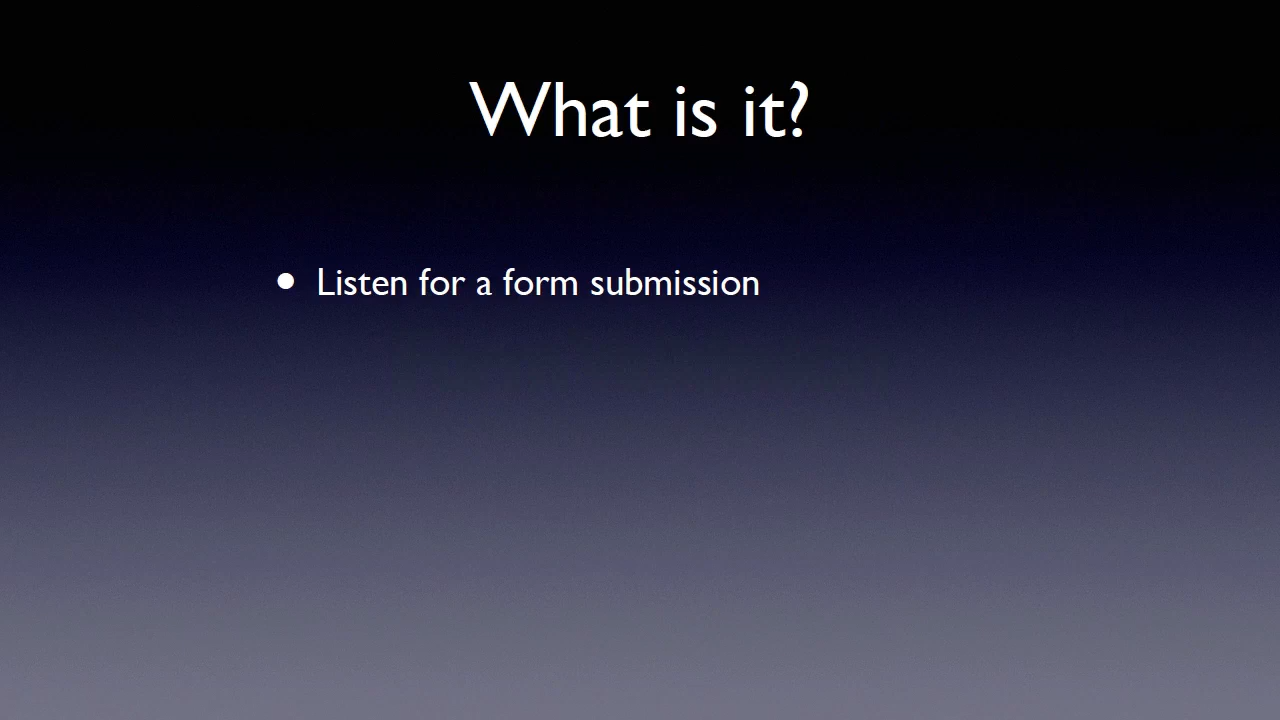 What is it?
• Listen for a form submission